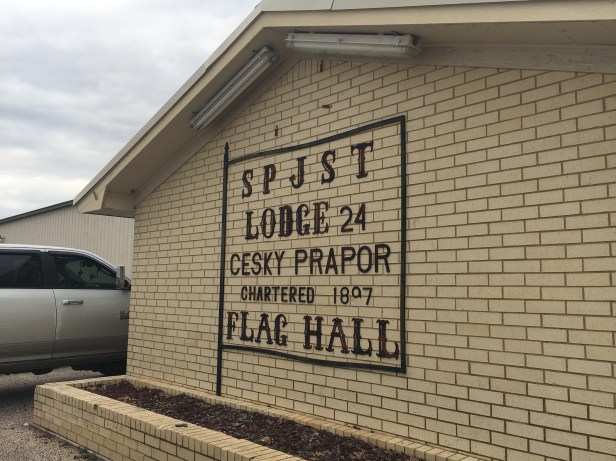 SPJST
LODGE 24
CESKY PRAPOR
CHARTERED 1897
FLAG HALL